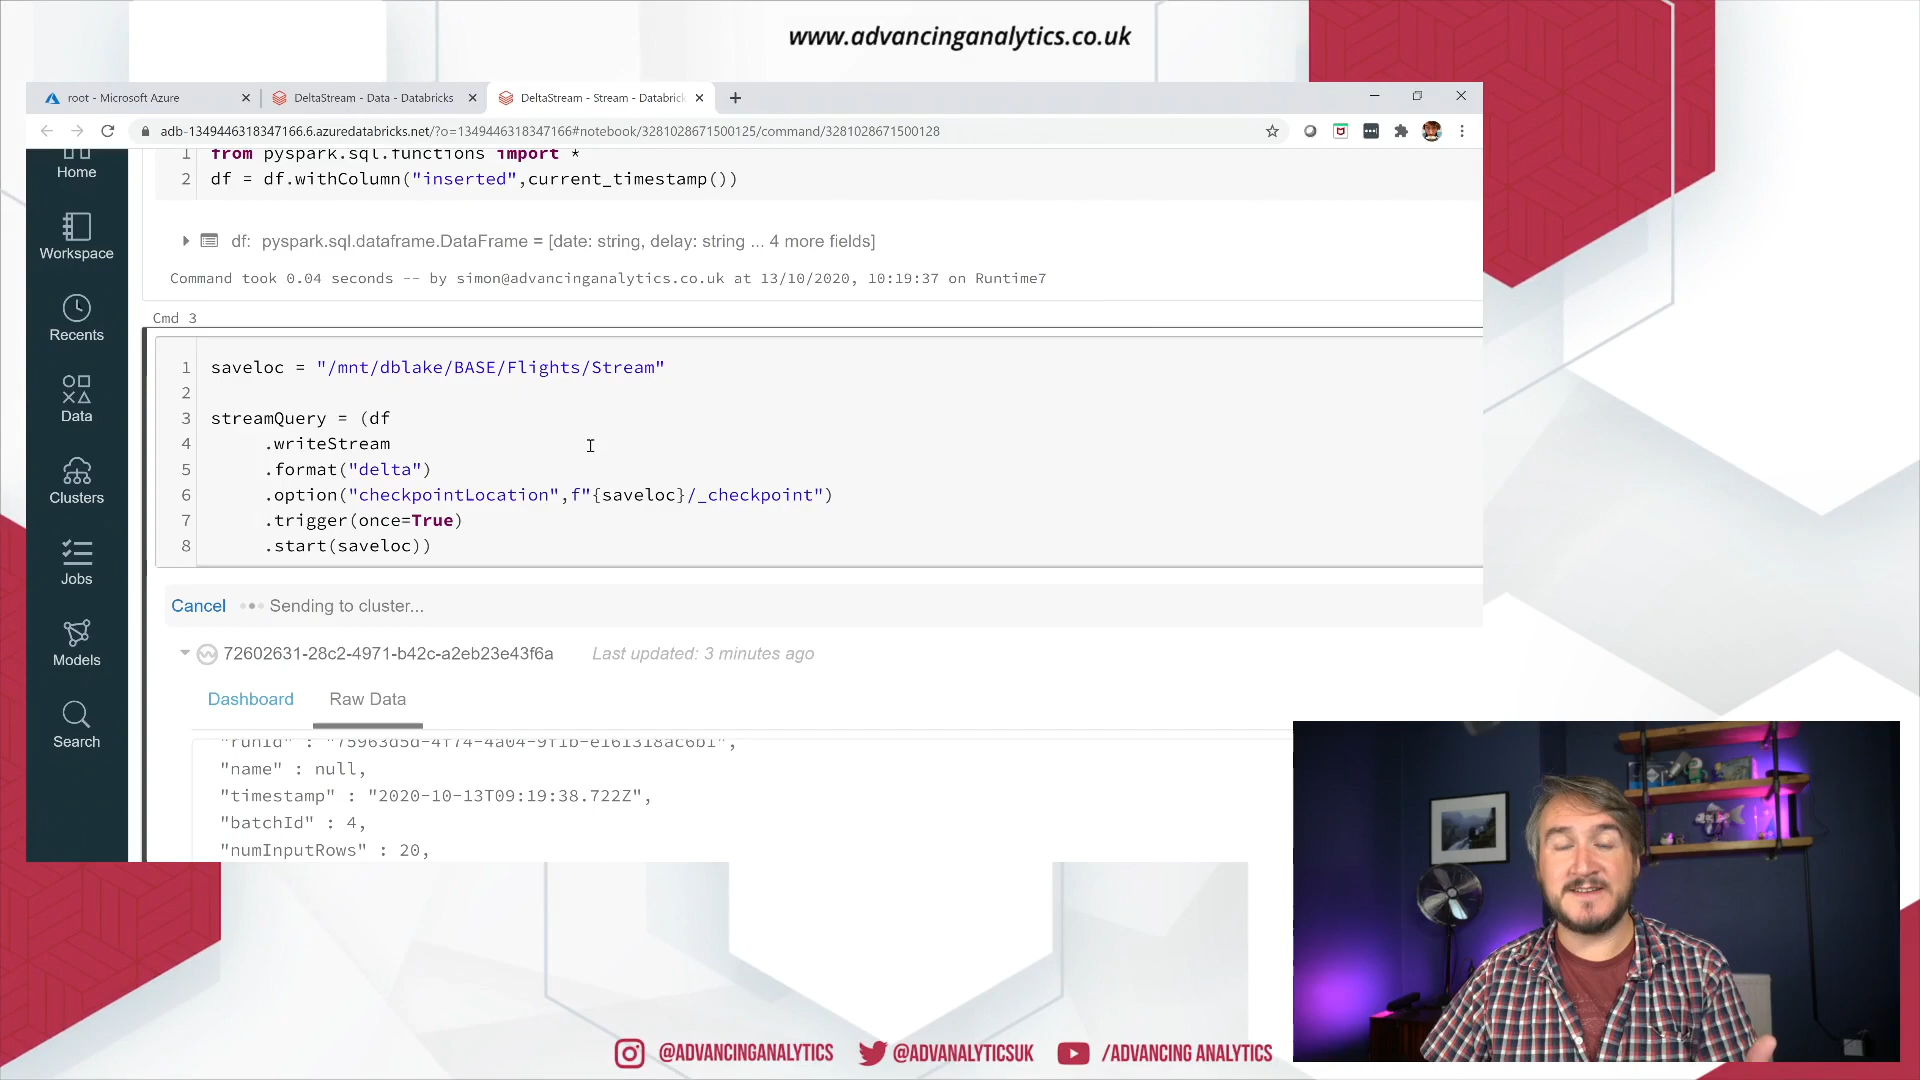 www.advancinganalytics.co.uk
root - Microsoft Azure
DeltaStream - Data - Databricks
DeltaStream - Stream - Databric
adb-1349446318347166.6.azuredatabricks.net/?o=1349446318347166#notebook/3281028671500125/command/3281028671500128
Home
Workspace
Recents
Data
Clusters
Jobs
Models
Search
1 from pyspark.sql.functions import *
2 df = df.withColumn("inserted",current_timestamp())
df: pyspark.sql.dataframe.DataFrame = [date: string, delay: string ... 4 more fields]
Command took 0.04 seconds -- by simon@advancinganalytics.co.uk at 13/10/2020, 10:19:37 on Runtime7
Cmd 3
1 saveloc = "/mnt/dblake/BASE/Flights/Stream"
2
3 streamQuery = (df
4 .writeStream
5 .format("delta")
6 .option("checkpointLocation",f"{saveloc}/_checkpoint")
7 .trigger(once=True)
8 .start(saveloc))
Cancel Sending to cluster...
72602631-28c2-4971-b42c-a2eb23e43f6a Last updated: 3 minutes ago
Dashboard Raw Data
"runId" : "75963d5d-4f74-4a04-9f1b-e161318ac6b1",
"name" : null,
"timestamp" : "2020-10-13T09:19:38.722Z",
"batchId" : 4,
"numInputRows" : 20,
@ADVANCINGANALYTICS @ADVANALYTICSUK /ADVANCING ANALYTICS